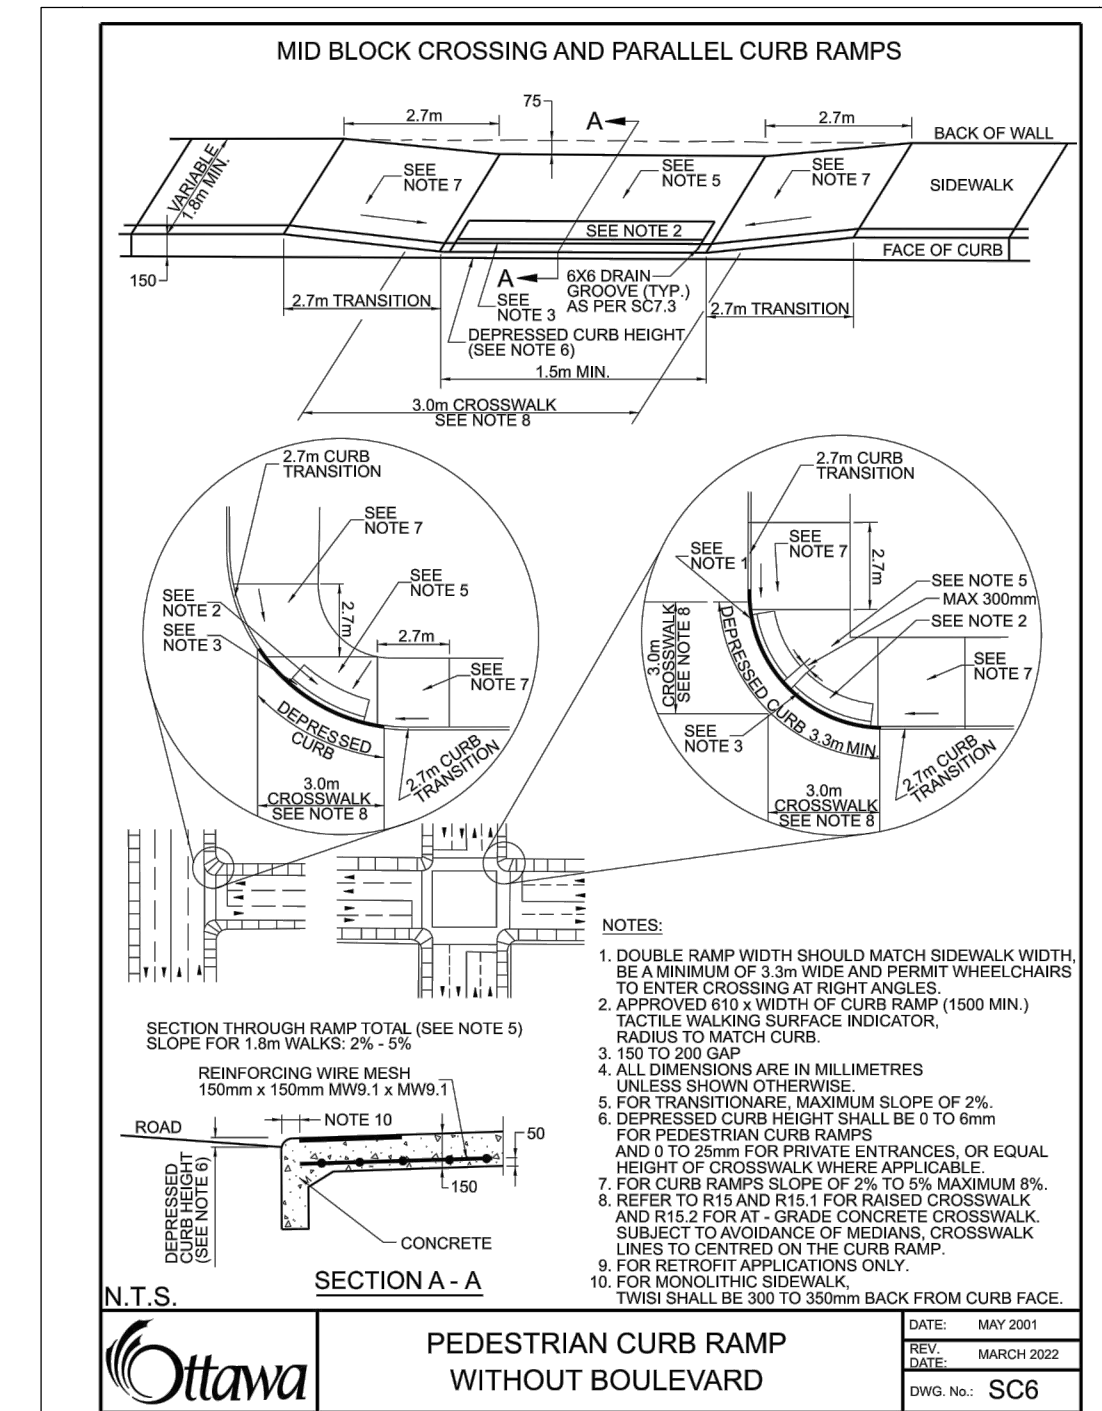 MID BLOCK CROSSING AND PARALLEL CURB RAMPS
75
2.7m
A
2.7m
BACK OF WALL
VARIABLE
1.8m MIN.
SEE
NOTE 7
SEE
NOTE 5
SEE
NOTE 7
SIDEWALK
SEE NOTE 2
FACE OF CURB
150
A
6X6 DRAIN
GROOVE (TYP.)
AS PER SC7.3
SEE
NOTE 3
2.7m TRANSITION
2.7m TRANSITION
DEPRESSED CURB HEIGHT
(SEE NOTE 6)
1.5m MIN.
3.0m CROSSWALK
SEE NOTE 8
2.7m CURB
TRANSITION
SEE
NOTE 7
SEE
NOTE 5
SEE
NOTE 2
SEE
NOTE 3
2.7m
2.7m
SEE
NOTE 7
DEPRESSED
CURB
2.7m CURB
TRANSITION
3.0m
CROSSWALK
SEE NOTE 8
2.7m CURB
TRANSITION
SEE
NOTE 1
SEE
NOTE 7
2.7m
SEE NOTE 5
MAX 300mm
SEE NOTE 2
3.0m
CROSSWALK
SEE NOTE 8
DEPRESSED CURB 3.3m MIN.
SEE
NOTE 7
SEE
NOTE 3
2.7m CURB
TRANSITION
3.0m
CROSSWALK
SEE NOTE 8
NOTES:
1. DOUBLE RAMP WIDTH SHOULD MATCH SIDEWALK WIDTH,
BE A MINIMUM OF 3.3m WIDE AND PERMIT WHEELCHAIRS
TO ENTER CROSSING AT RIGHT ANGLES.
2. APPROVED 610 x WIDTH OF CURB RAMP (1500 MIN.)
TACTILE WALKING SURFACE INDICATOR,
RADIUS TO MATCH CURB.
3. 150 TO 200 GAP
4. ALL DIMENSIONS ARE IN MILLIMETRES
UNLESS SHOWN OTHERWISE.
5. FOR TRANSITIONARE, MAXIMUM SLOPE OF 2%.
6. DEPRESSED CURB HEIGHT SHALL BE 0 TO 6mm
FOR PEDESTRIAN CURB RAMPS
AND 0 TO 25mm FOR PRIVATE ENTRANCES, OR EQUAL
HEIGHT OF CROSSWALK WHERE APPLICABLE.
7. FOR CURB RAMPS SLOPE OF 2% TO 5% MAXIMUM 8%.
8. REFER TO R15 AND R15.1 FOR RAISED CROSSWALK
AND R15.2 FOR AT - GRADE CONCRETE CROSSWALK.
SUBJECT TO AVOIDANCE OF MEDIANS, CROSSWALK
LINES TO CENTRED ON THE CURB RAMP.
9. FOR RETROFIT APPLICATIONS ONLY.
10. FOR MONOLITHIC SIDEWALK,
TWISI SHALL BE 300 TO 350mm BACK FROM CURB FACE.
SECTION THROUGH RAMP TOTAL (SEE NOTE 5)
SLOPE FOR 1.8m WALKS: 2% - 5%
REINFORCING WIRE MESH
150mm x 150mm MW9.1 x MW9.1
ROAD
NOTE 10
50
150
DEPRESSED
CURB HEIGHT
(SEE NOTE 6)
CONCRETE
SECTION A - A
N.T.S.
Ottawa
PEDESTRIAN CURB RAMP
WITHOUT BOULEVARD
DATE: MAY 2001
REV.
DATE: MARCH 2022
DWG. No.: SC6